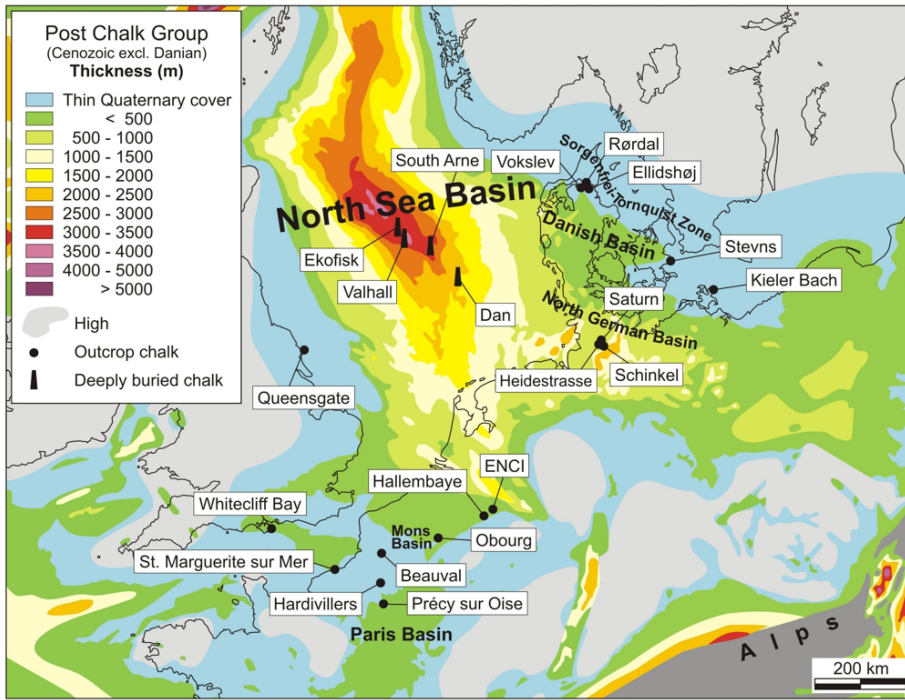 Post Chalk Group
(Cenozoic excl. Danian)
Thickness (m)
Thin Quaternary cover
< 500
500 - 1000
1000 - 1500
1500 - 2000
2000 - 2500
2500 - 3000
3000 - 3500
3500 - 4000
4000 - 5000
> 5000
High
Outcrop chalk
Deeply buried chalk
South Arne
Vokslev
Rørdal
Ellidshøj
Sorgenfrei-Tornquist Zone
North Sea Basin
Danish Basin
Stevns
Ekofisk
Valhall
Dan
Kieler Bach
Saturn
North German Basin
Heidestrasse
Schinkel
Queensgate
Hallembaye
ENCI
Whitecliff Bay
Mons
Basin
Obourg
St. Marguerite sur Mer
Beauval
Hardivillers
Précy sur Oise
Paris Basin
Alps
200 km